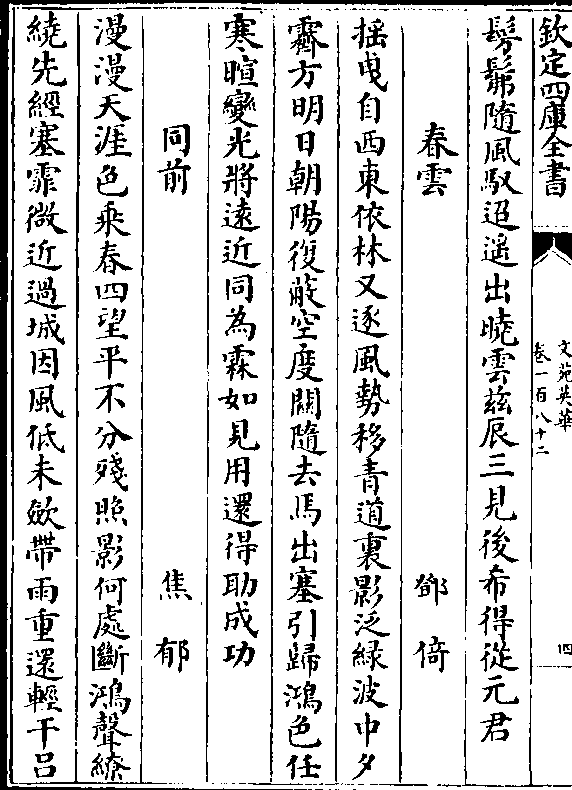 欽定四庫全書
文苑英華
卷一百八十二
四
髣髴隨風馭迢遥出曉雲兹辰三見後希得從元君
春雲 鄧倚
揺曵自西東依林又逐風勢移青道裏影泛緑波中夕
霽方明日朝陽復蔽空度關隨去馬出塞引歸鴻色任
寒暄變光將遠近同為霖如見用還得助成功
同前 焦郁
漫漫天涯色乘春四望平不分殘照影何處斷鴻聲繚
繞先經塞霏微近過城因風低未歛帶雨重還輕干吕